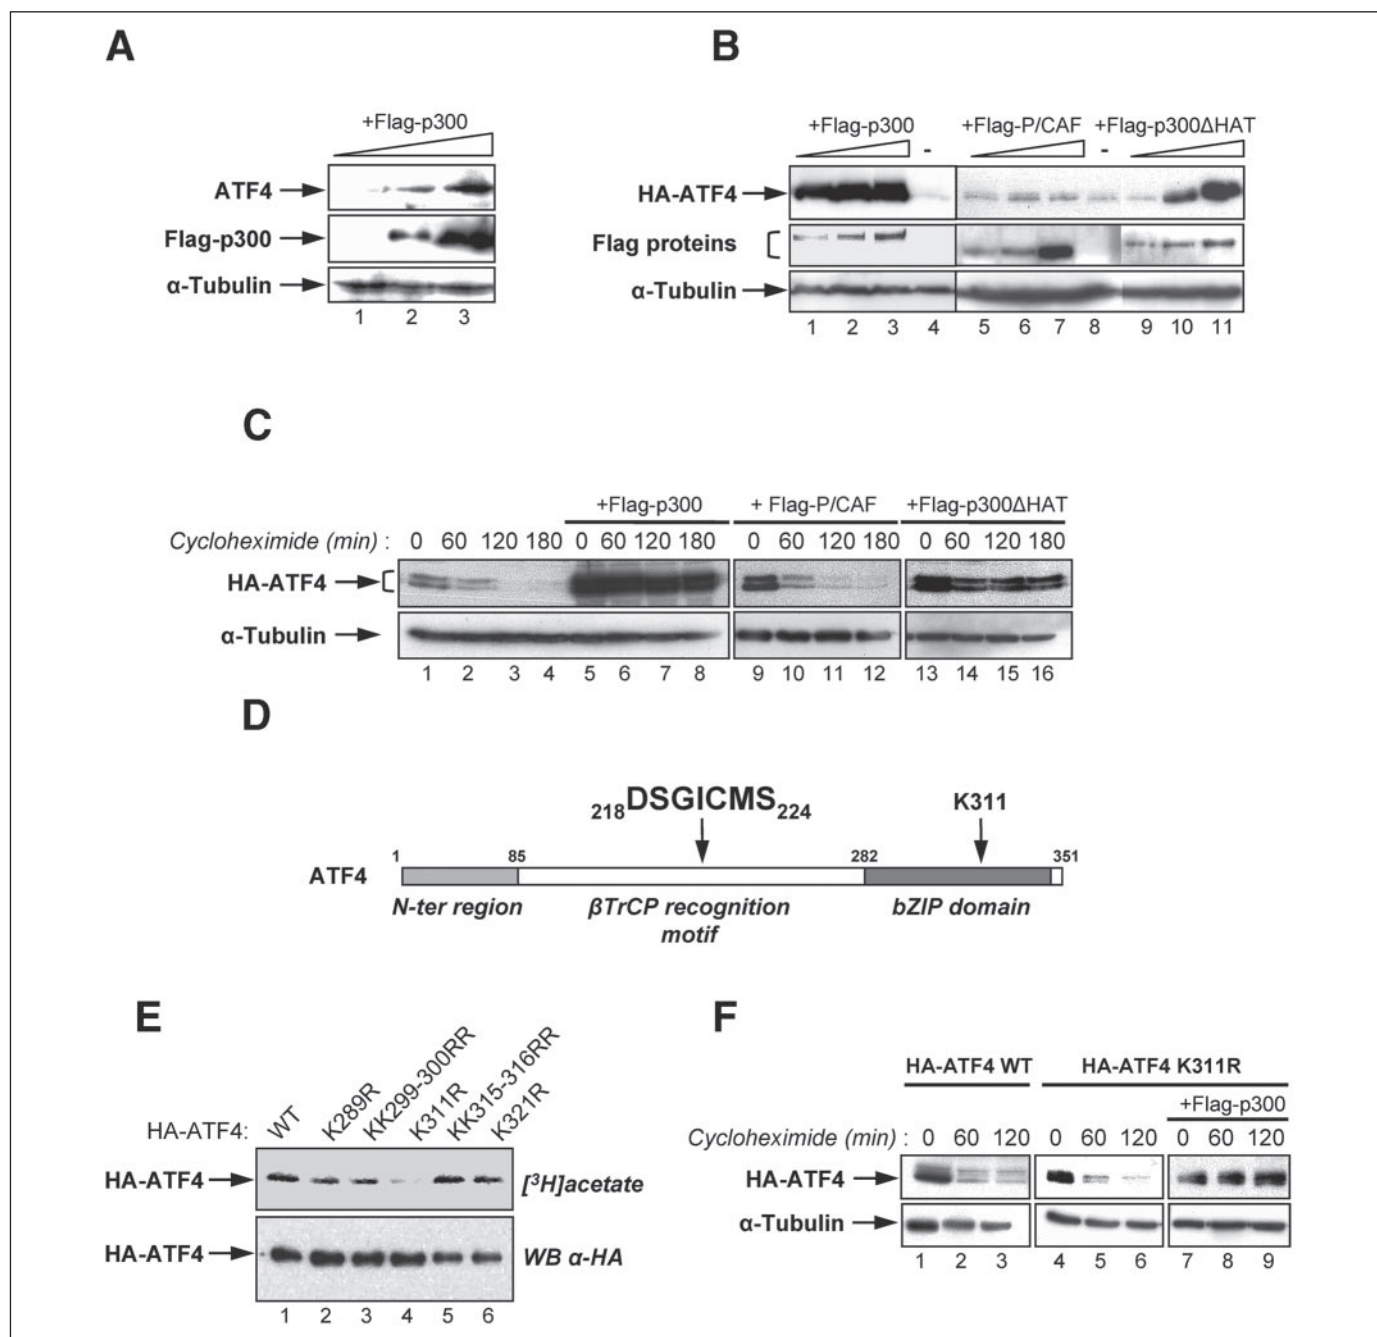 A
+Flag-p300
ATF4
Flag-p300
α-Tubulin
1 2 3
B
+Flag-p300 - +Flag-P/CAF - +Flag-p300ΔHAT
HA-ATF4
Flag proteins
α-Tubulin
1 2 3 4 5 6 7 8 9 10 11
C
+Flag-p300 + Flag-P/CAF +Flag-p300ΔHAT
Cycloheximide (min) : 0 60 120 180 0 60 120 180 0 60 120 180 0 60 120 180
HA-ATF4
α-Tubulin
1 2 3 4 5 6 7 8 9 10 11 12 13 14 15 16
D
218DSGICMS224 K311
1 85 282 351
ATF4
N-ter region βTrCP recognition bZIP domain
motif
E
HA-ATF4: WT K289R KK299-300RR K311R KK315-316RR K321R
HA-ATF4 [3H]acetate
HA-ATF4 WB α-HA
1 2 3 4 5 6
F
HA-ATF4 WT HA-ATF4 K311R
+Flag-p300
Cycloheximide (min) : 0 60 120 0 60 120 0 60 120
HA-ATF4
α-Tubulin
1 2 3 4 5 6 7 8 9